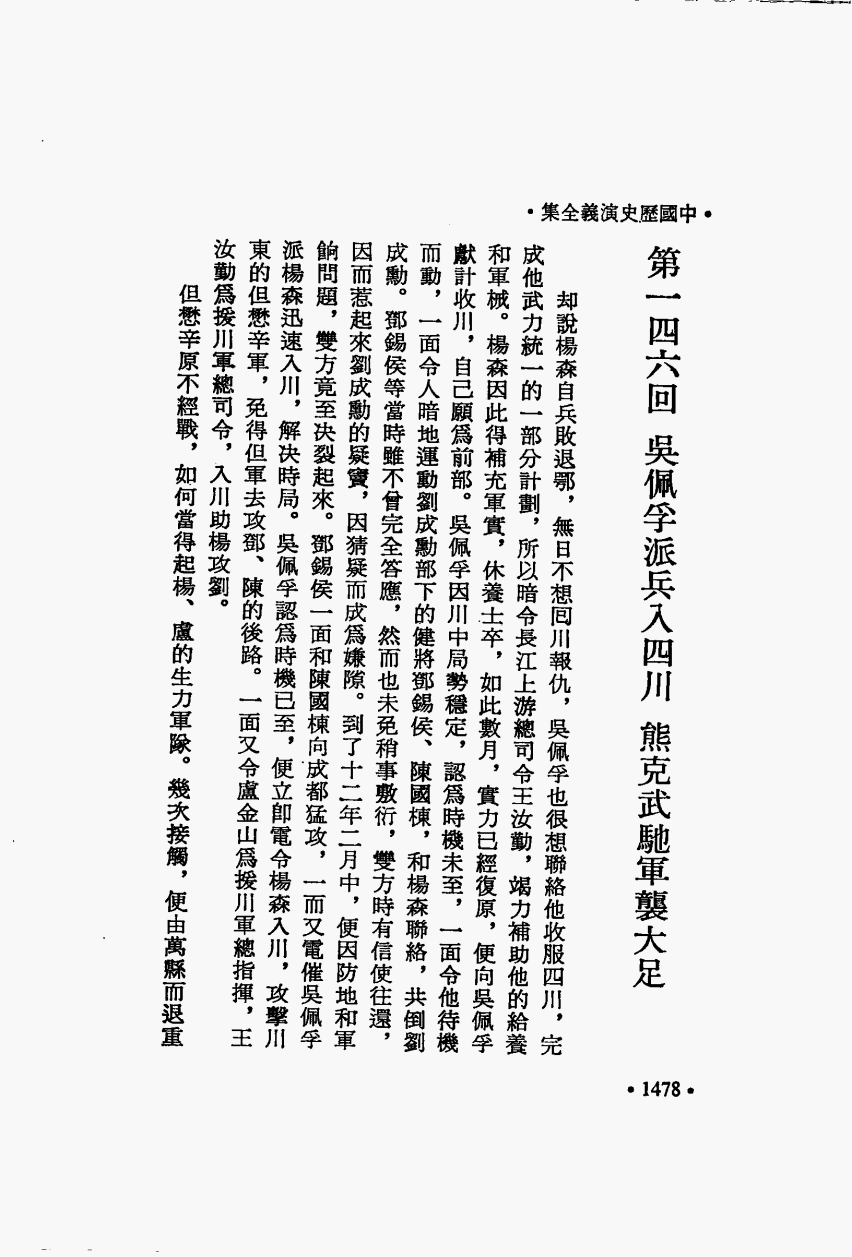 •中國歷史演義全集•
第一四六回 吳佩孚派兵入四川 熊克武馳軍襲大足
却說楊森自兵敗退鄂，無日不想囘川報仇，吳佩孚也很想聯絡他收服四川，完
成他武力統一的一部分計劃，所以暗令長江上游總司令王汝勤，竭力補助他的給養
和軍械。楊森因此得補充軍實，休養士卒，如此數月，實力已經復原，便向吳佩孚
獻計收川，自己願爲前部。吳佩孚因川中局勢穩定，認爲時機未至，一面令他待機
而動，一面令人暗地運動劉成勳部下的健將鄧錫侯、陳國棟，和楊森聯絡，共倒劉
成勳。鄧錫侯等當時雖不曾完全答應，然而也未免稍事敷衍，雙方時有信使往還，
因而惹起來劉成勳的疑竇，因猜疑而成爲嫌隙。到了十二年二月中，便因防地和軍
餉問題，雙方竟至決裂起來。鄧錫侯一面和陳國棟向成都猛攻，一而又電催吳佩孚
派楊森迅速入川，解決時局。吳佩孚認爲時機已至，便立卽電令楊森入川，攻擊川
東的但懋辛軍，免得但軍去攻鄧、陳的後路。一面又令盧金山爲援川軍總指揮，王
汝勤爲援川軍總司令，入川助楊攻劉。
但懋辛原不經戰，如何當得起楊、盧的生力軍隊。幾次接觸，便由萬縣而退重
•1478•